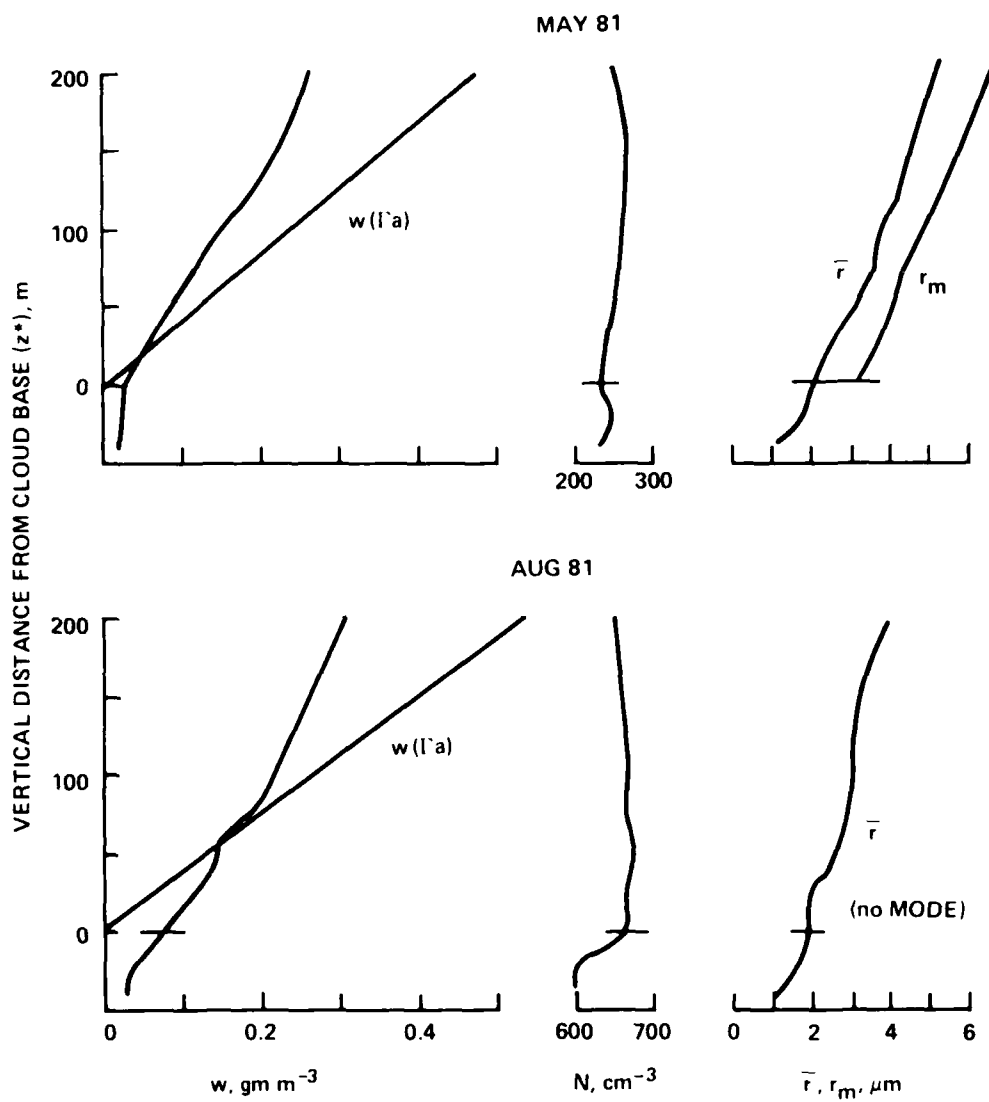 MAY 81
VERTICAL DISTANCE FROM CLOUD BASE (z*), m
200
100
0
w (Γa)
200 300
r̅
r_m
AUG 81
200
100
0
w (Γa)
r̅
(no MODE)
0 0.2 0.4
600 700
0 2 4 6
w, gm m⁻³
N, cm⁻³
r̅, r_m, μm